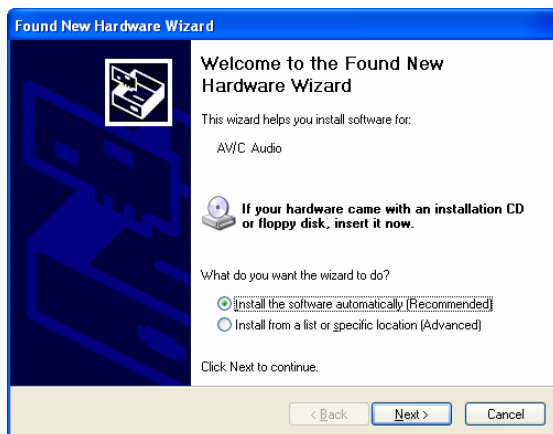 Found New Hardware Wizard
Welcome to the Found New
Hardware Wizard
This wizard helps you install software for:
AV/C Audio
If your hardware came with an installation CD
or floppy disk, insert it now.
What do you want the wizard to do?
Install the software automatically (Recommended)
Install from a list or specific location (Advanced)
Click Next to continue.
< Back Next > Cancel